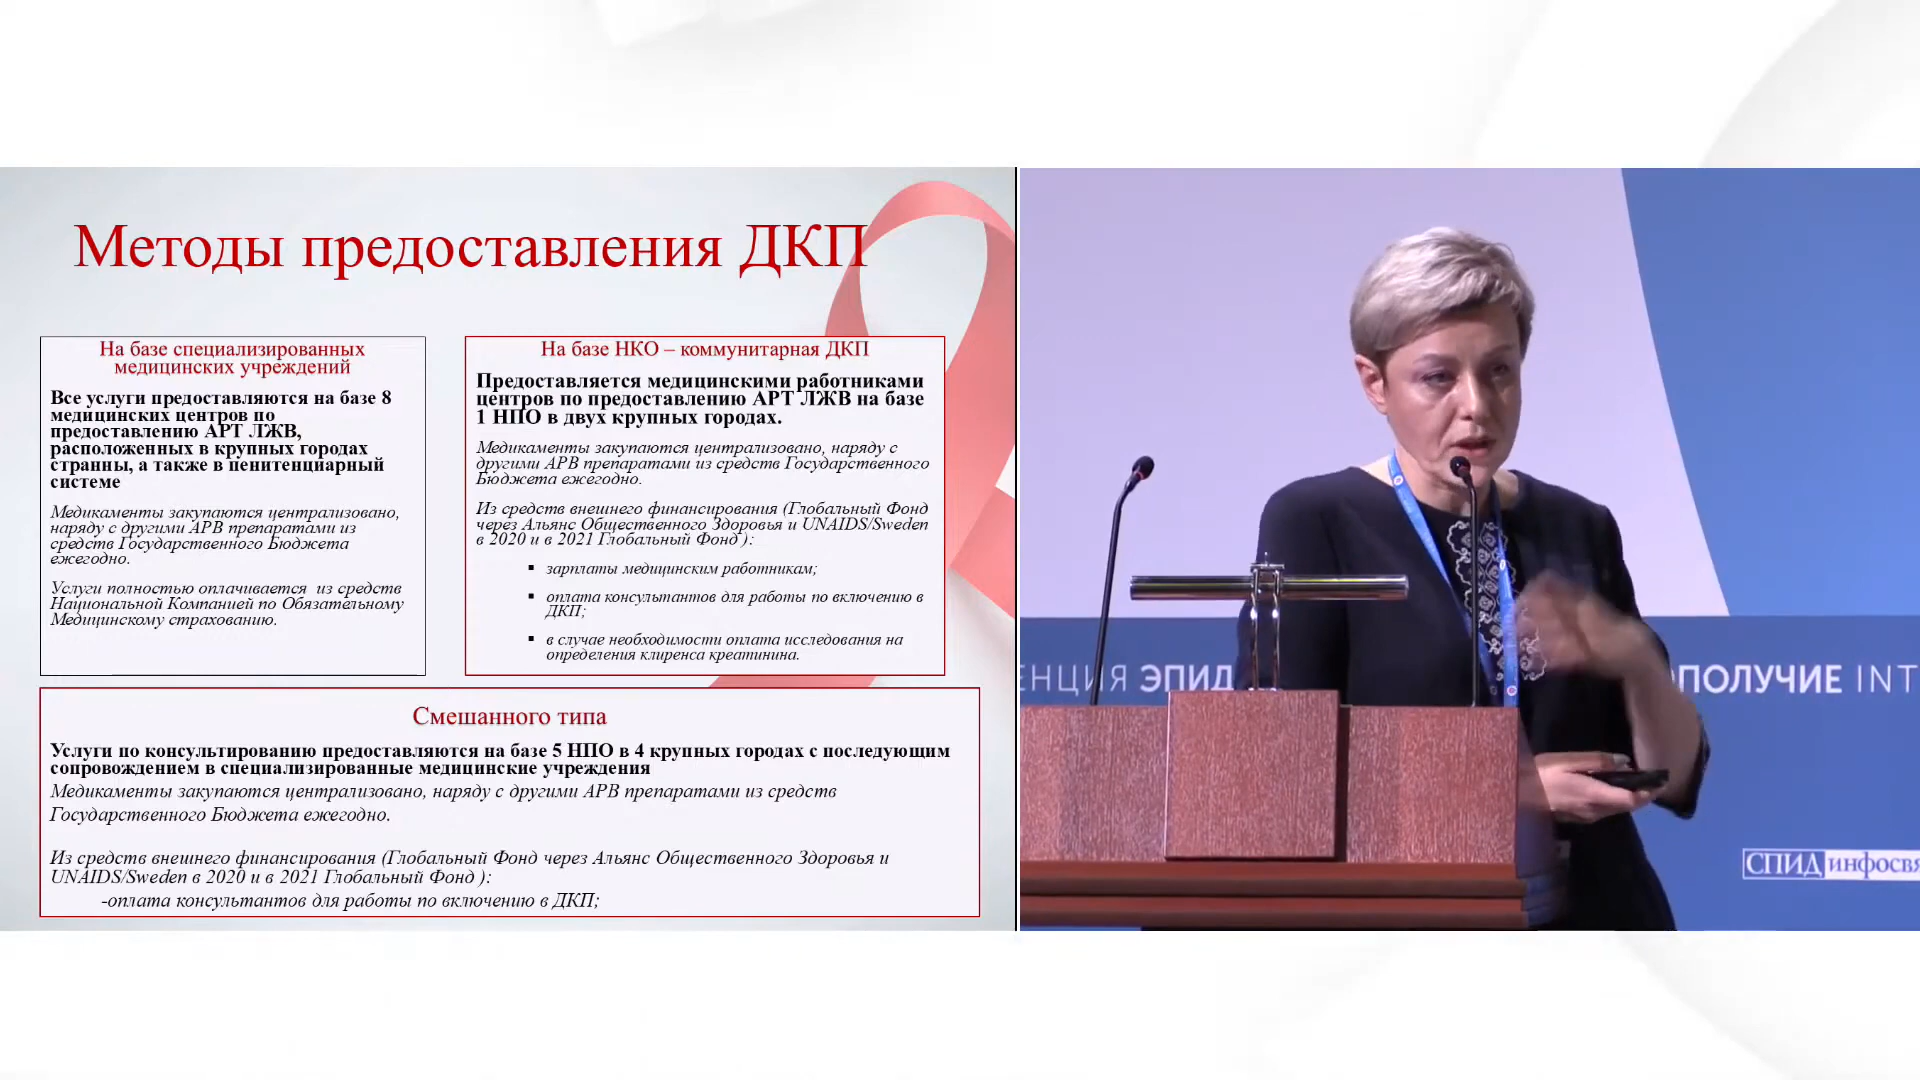 Методы предоставления ДКП
На базе специализированных
медицинских учреждений
Все услуги предоставляются на базе 8
медицинских центров по
предоставлению АРТ ЛЖВ,
расположенных в крупных городах
странны, а также в пенитенциарный
системе
Медикаменты закупаются централизовано,
наряду с другими АРВ препаратами из
средств Государственного Бюджета
ежегодно.
Услуги полностью оплачивается из средств
Национальной Компанией по Обязательному
Медицинскому страхованию.
На базе НКО – коммунитарная ДКП
Предоставляется медицинскими работниками
центров по предоставлению АРТ ЛЖВ на базе
1 НПО в двух крупных городах.
Медикаменты закупаются централизовано, наряду с
другими АРВ препаратами из средств Государственного
Бюджета ежегодно.
Из средств внешнего финансирования (Глобальный Фонд
через Альянс Общественного Здоровья и UNAIDS/Sweden
в 2020 и в 2021 Глобальный Фонд ):
▪ зарплаты медицинским работникам;
▪ оплата консультантов для работы по включению в
ДКП;
▪ в случае необходимости оплата исследования на
определения клиренса креатинина.
Смешанного типа
Услуги по консультированию предоставляются на базе 5 НПО в 4 крупных городах с последующим
сопровождением в специализированные медицинские учреждения
Медикаменты закупаются централизовано, наряду с другими АРВ препаратами из средств
Государственного Бюджета ежегодно.
Из средств внешнего финансирования (Глобальный Фонд через Альянс Общественного Здоровья и
UNAIDS/Sweden в 2020 и в 2021 Глобальный Фонд ):
-оплата консультантов для работы по включению в ДКП;
ЕНЦИЯ ЭПИД ОПОЛУЧИЕ INT
СПИД инфосвя